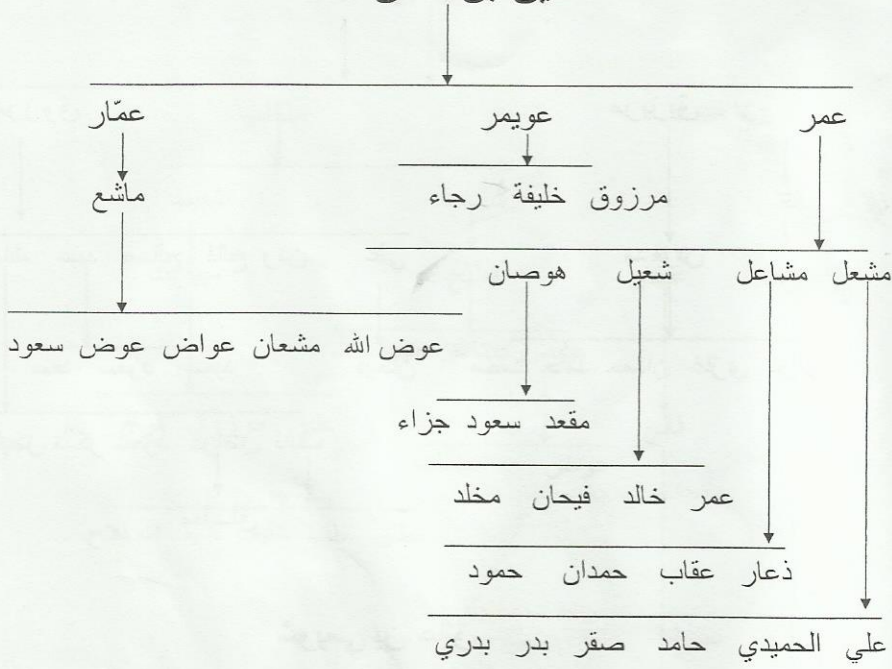 عمر عويمر عمّار
مرزوق خليفة رجاء ماشع
مشعل مشاعل شعيل هوصان
عوض الله مشعان عواض عوض سعود
مقعد سعود جزاء
عمر خالد فيحان مخلد
ذعار عقاب حمدان حمود
علي الحميدي حامد صقر بدر بدري